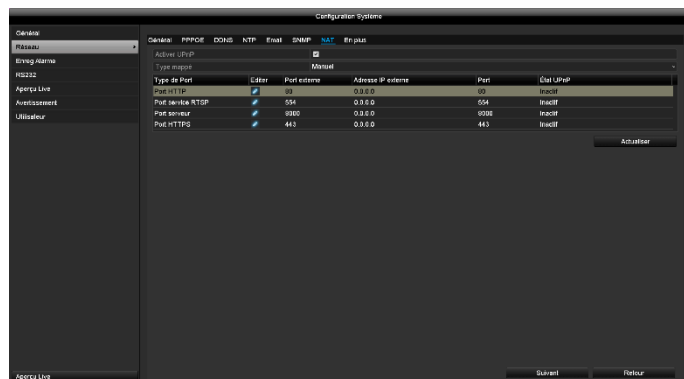 Configuration Système
Général
Réseau
Enreg Alarme
RS232
Aperçu Live
Avertissement
Utilisateur
Général PPPOE DDNS NTP Email SNMP NAT En plus
Activer UPnP
Type mappé Manuel
Type de Port Editer Port externe Adresse IP externe Port État UPnP
Port HTTP 80 0.0.0.0 80 Inactif
Port service RTSP 554 0.0.0.0 554 Inactif
Port serveur 8000 0.0.0.0 8000 Inactif
Port HTTPS 443 0.0.0.0 443 Inactif
Actualiser
Aperçu Live
Suivant Retour